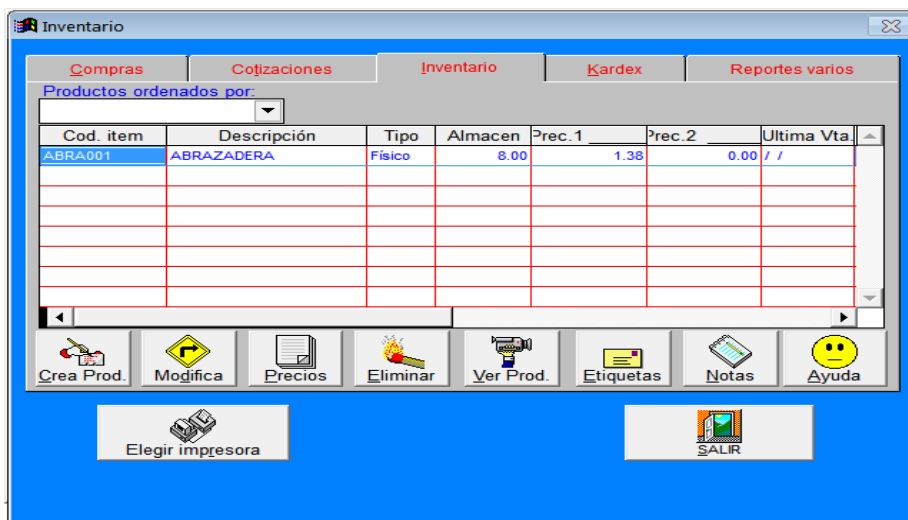 Inventario
Compras Cotizaciones Inventario Kardex Reportes varios
Productos ordenados por:
Cod. item Descripción Tipo Almacen Prec.1 Prec.2 Ultima Vta.
ABRA001 ABRAZADERA Físico 8.00 1.38 0.00 / /
Crea Prod. Modifica Precios Eliminar Ver Prod. Etiquetas Notas Ayuda
Elegir impresora SALIR